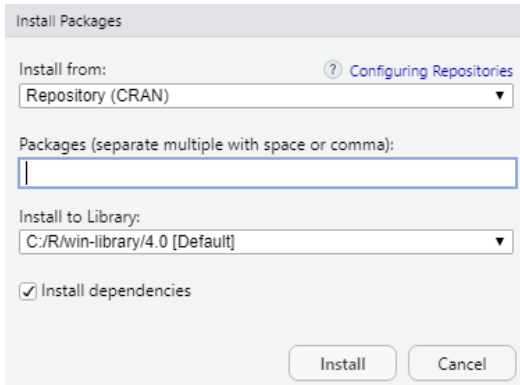 Install Packages
Install from:
? Configuring Repositories
Repository (CRAN)
Packages (separate multiple with space or comma):
Install to Library:
C:/R/win-library/4.0 [Default]
Install dependencies
Install Cancel